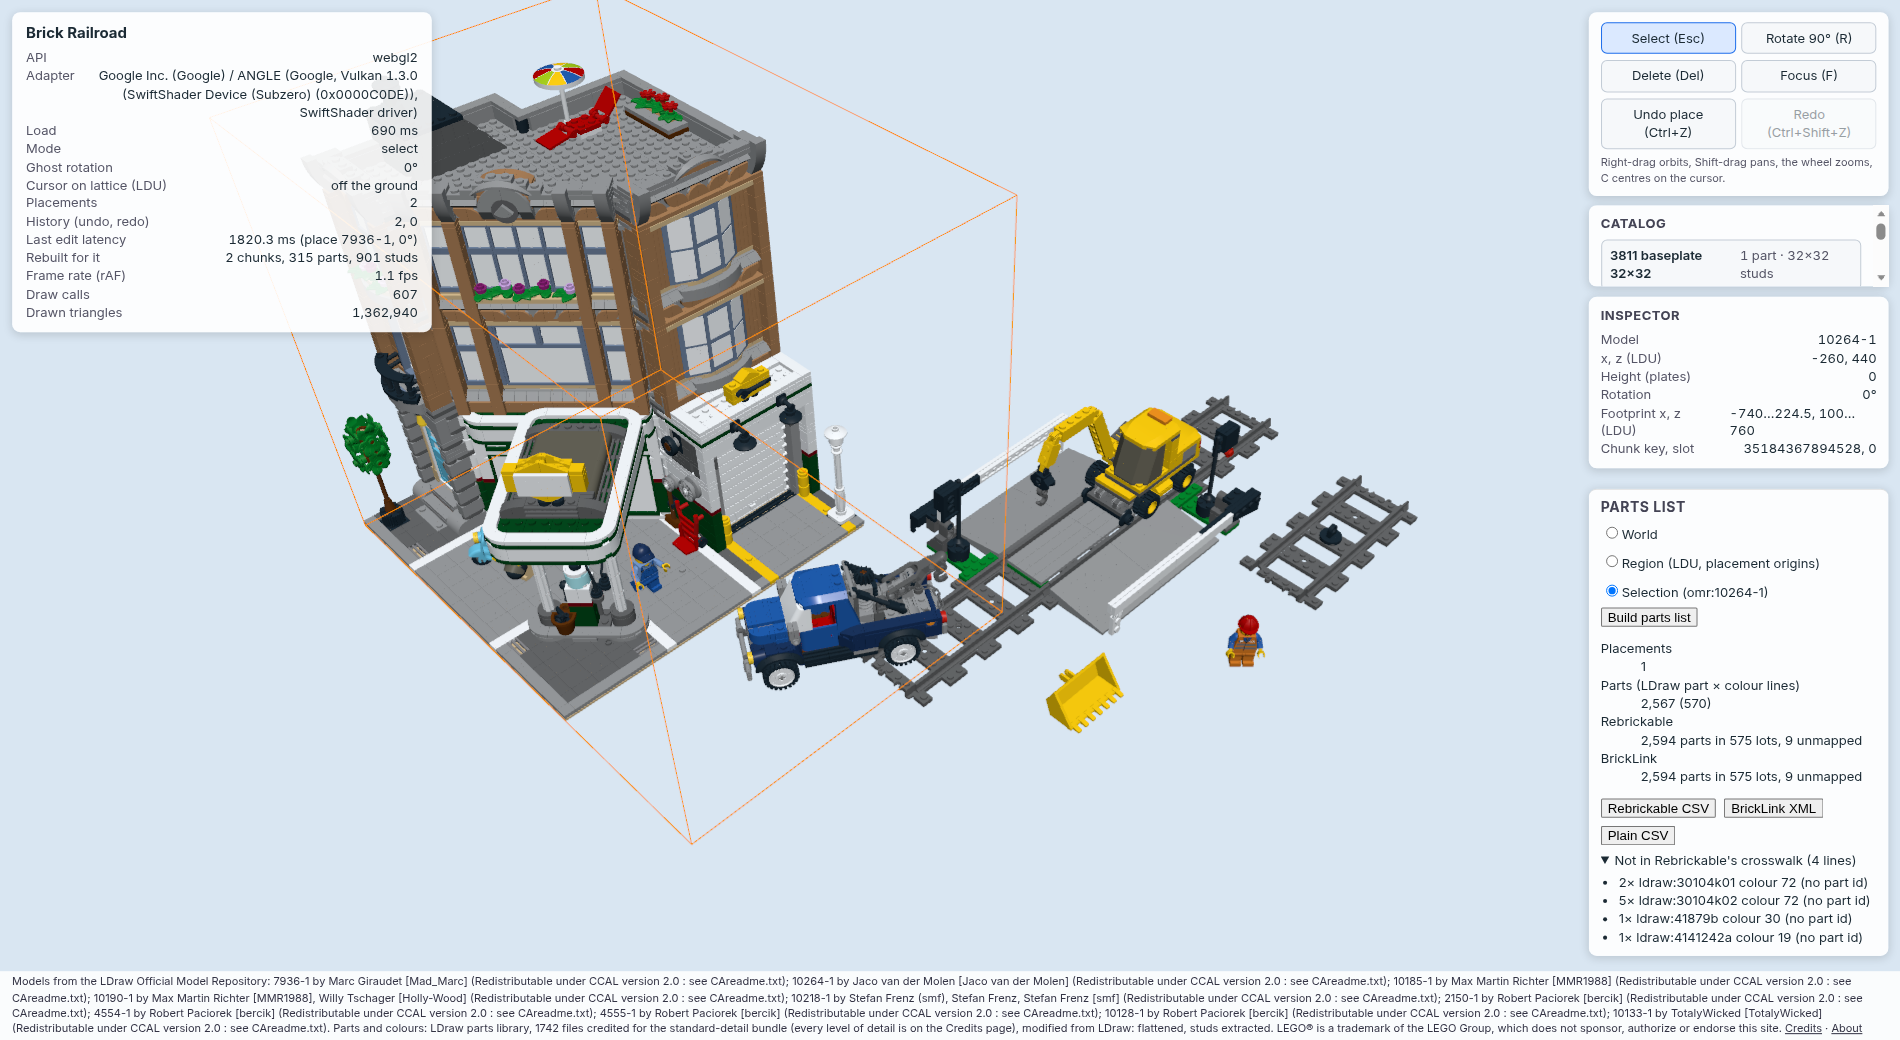 Brick Railroad
API webgl2
Adapter Google Inc. (Google) / ANGLE (Google, Vulkan 1.3.0
(SwiftShader Device (Subzero) (0x0000C0DE)),
SwiftShader driver)
Load 690 ms
Mode select
Ghost rotation 0°
Cursor on lattice (LDU) off the ground
Placements 2
History (undo, redo) 2, 0
Last edit latency 1820.3 ms (place 7936-1, 0°)
Rebuilt for it 2 chunks, 315 parts, 901 studs
Frame rate (rAF) 1.1 fps
Draw calls 607
Drawn triangles 1,362,940
Select (Esc) Rotate 90° (R)
Delete (Del) Focus (F)
Undo place
(Ctrl+Z)
Redo
(Ctrl+Shift+Z)
Right-drag orbits, Shift-drag pans, the wheel zooms,
C centres on the cursor.
CATALOG
3811 baseplate
32×32
1 part · 32×32
studs
INSPECTOR
Model 10264-1
x, z (LDU) -260, 440
Height (plates) 0
Rotation 0°
Footprint x, z
(LDU)
-740…224.5, 100…
760
Chunk key, slot 35184367894528, 0
PARTS LIST
World
Region (LDU, placement origins)
Selection (omr:10264-1)
Build parts list
Placements
1
Parts (LDraw part × colour lines)
2,567 (570)
Rebrickable
2,594 parts in 575 lots, 9 unmapped
BrickLink
2,594 parts in 575 lots, 9 unmapped
Rebrickable CSV BrickLink XML
Plain CSV
▼ Not in Rebrickable's crosswalk (4 lines)
• 2× ldraw:30104k01 colour 72 (no part id)
• 5× ldraw:30104k02 colour 72 (no part id)
• 1× ldraw:41879b colour 30 (no part id)
• 1× ldraw:4141242a colour 19 (no part id)
Models from the LDraw Official Model Repository: 7936-1 by Marc Giraudet [Mad_Marc] (Redistributable under CCAL version 2.0 : see CAreadme.txt); 10264-1 by Jaco van der Molen [Jaco van der Molen] (Redistributable under CCAL version 2.0 : see CAreadme.txt); 10185-1 by Max Martin Richter [MMR1988] (Redistributable under CCAL version 2.0 : see
CAreadme.txt); 10190-1 by Max Martin Richter [MMR1988], Willy Tschager [Holly-Wood] (Redistributable under CCAL version 2.0 : see CAreadme.txt); 10218-1 by Stefan Frenz (smf), Stefan Frenz, Stefan Frenz [smf] (Redistributable under CCAL version 2.0 : see CAreadme.txt); 2150-1 by Robert Paciorek [bercik] (Redistributable under CCAL version 2.0 : see
CAreadme.txt); 4554-1 by Robert Paciorek [bercik] (Redistributable under CCAL version 2.0 : see CAreadme.txt); 4555-1 by Robert Paciorek [bercik] (Redistributable under CCAL version 2.0 : see CAreadme.txt); 10128-1 by Robert Paciorek [bercik] (Redistributable under CCAL version 2.0 : see CAreadme.txt); 10133-1 by TotalyWicked [TotalyWicked]
(Redistributable under CCAL version 2.0 : see CAreadme.txt). Parts and colours: LDraw parts library, 1742 files credited for the standard-detail bundle (every level of detail is on the Credits page), modified from LDraw: flattened, studs extracted. LEGO® is a trademark of the LEGO Group, which does not sponsor, authorize or endorse this site. Credits · About